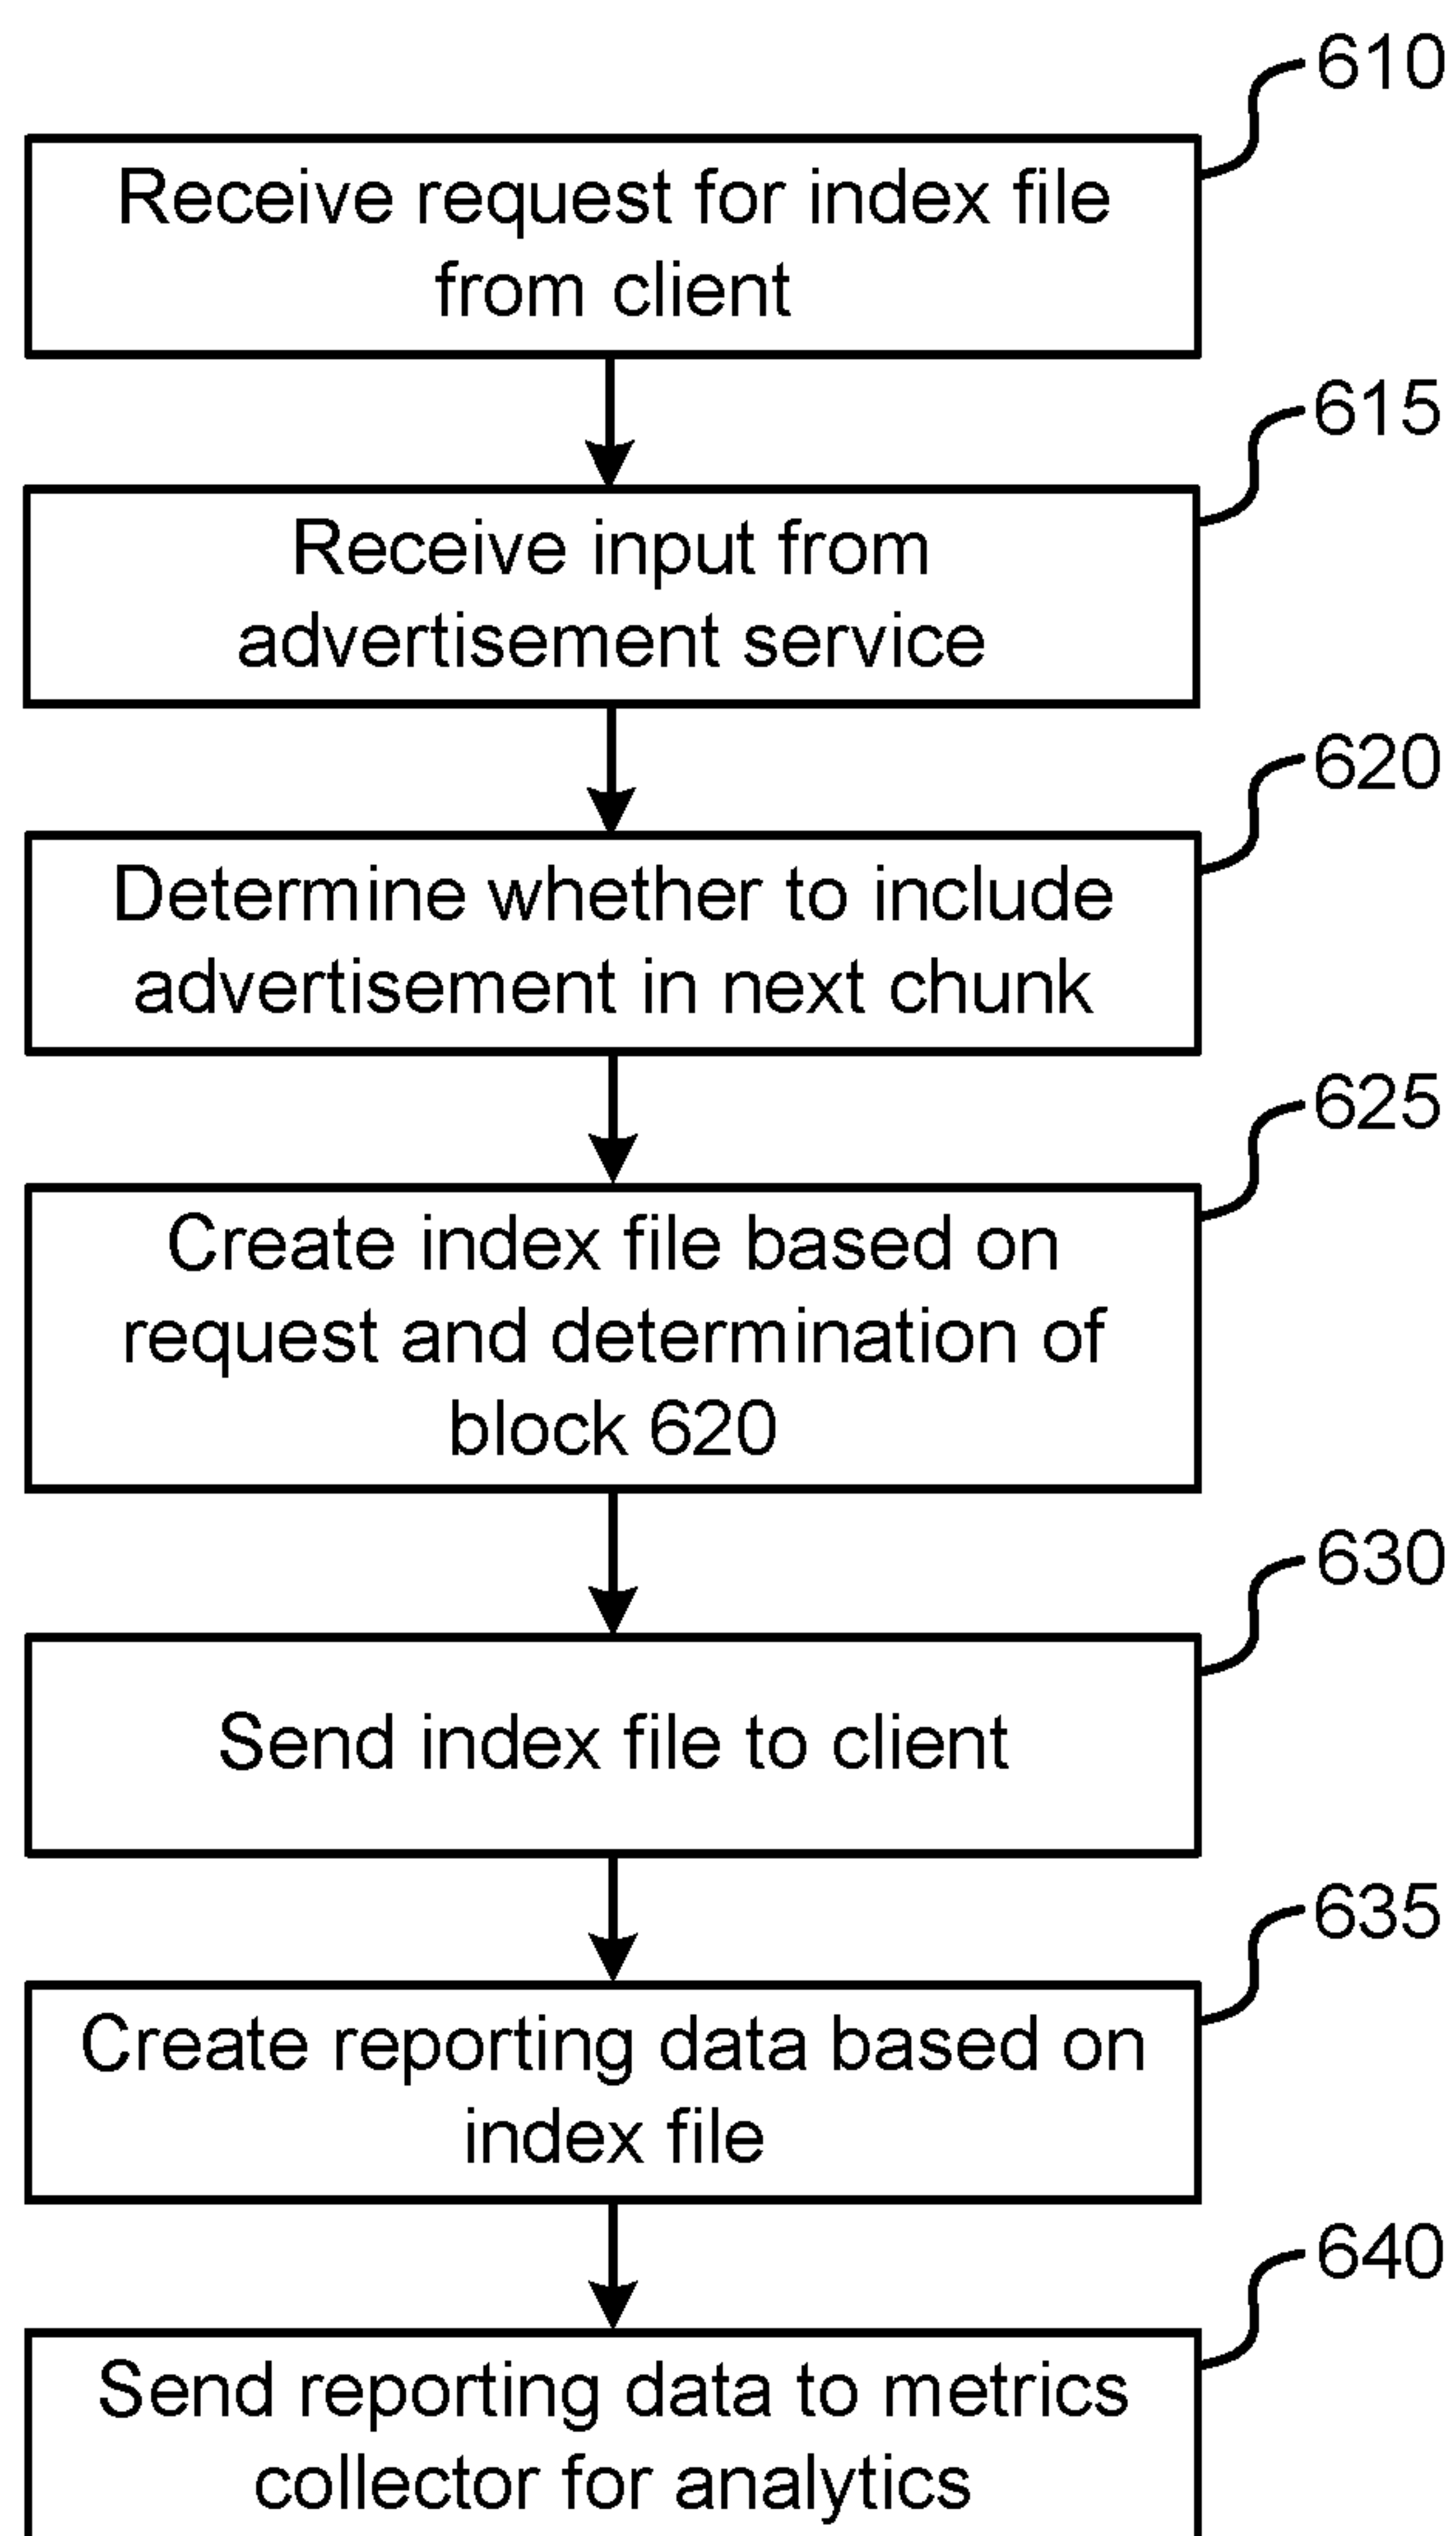 610
Receive request for index file
from client
615
Receive input from
advertisement service
620
Determine whether to include
advertisement in next chunk
625
Create index file based on
request and determination of
block 620
630
Send index file to client
635
Create reporting data based on
index file
640
Send reporting data to metrics
collector for analytics